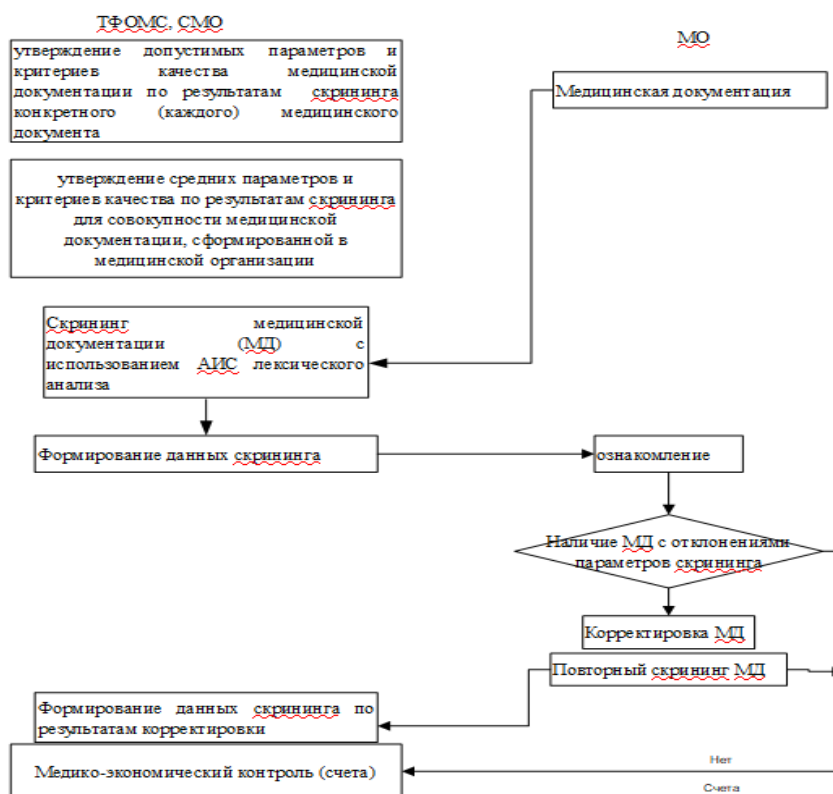 ТФОМС, СМО
утверждение допустимых параметров и
критериев качества медицинской
документации по результатам скрининга
конкретного (каждого) медицинского
документа
МО
Медицинская документация
утверждение средних параметров и
критериев качества по результатам скрининга
для совокупности медицинской
документации, сформированной в
медицинской организации
Скрининг медицинской
документации (МД) с
использованием АИС лексического
анализа
Формирование данных скрининга
ознакомление
Наличие МД с отклонениями
параметров скрининга
Корректировка МД
Повторный скрининг МД
Формирование данных скрининга по
результатам корректировки
Медико-экономический контроль (счета)
Нет
Счета